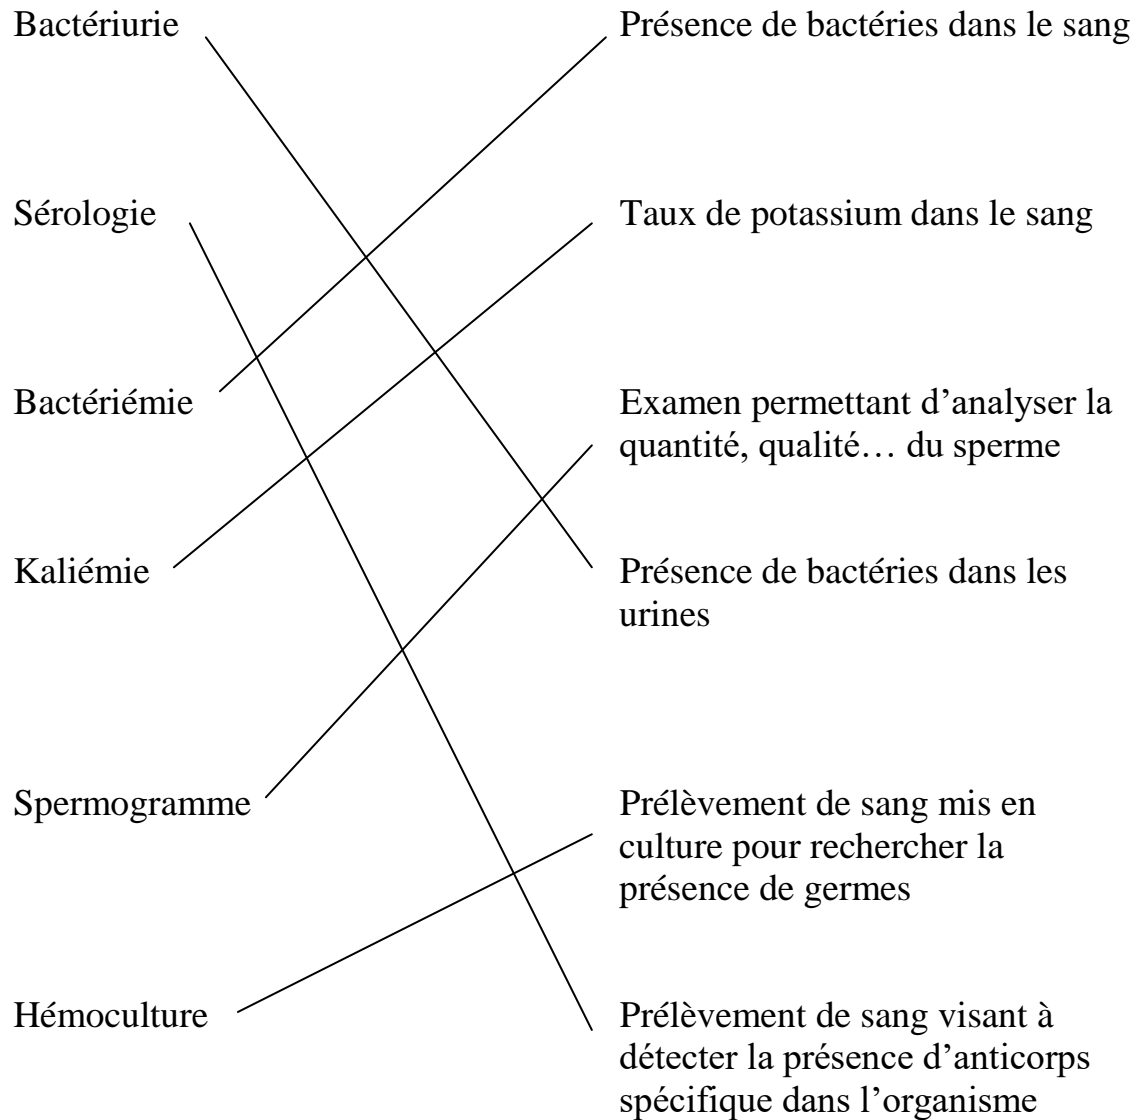 Bactériurie
Présence de bactéries dans le sang
Sérologie
Taux de potassium dans le sang
Bactériémie
Examen permettant d’analyser la
quantité, qualité… du sperme
Kaliémie
Présence de bactéries dans les
urines
Spermogramme
Prélèvement de sang mis en
culture pour rechercher la
présence de germes
Hémoculture
Prélèvement de sang visant à
détecter la présence d’anticorps
spécifique dans l’organisme